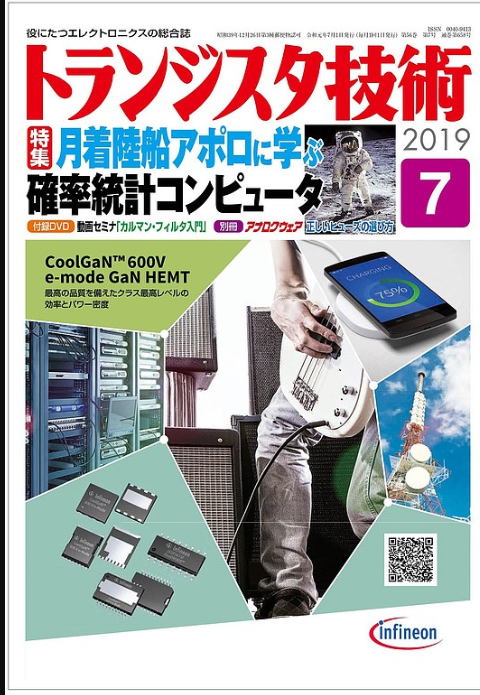 役にたつエレクトロニクスの総合誌
ISSN 0040-9413
昭和39年12月26日第3種郵便物認可 令和元年7月1日発行(毎月1回1日発行) 第56巻 第7号 通巻第658号
トランジスタ技術
2019
7
特集
月着陸船アポロに学ぶ
確率統計コンピュータ
付録DVD 動画セミナ「カルマン・フィルタ入門」 別冊 アナログウェア 正しいヒューズの選び方
CoolGaN™ 600V
e-mode GaN HEMT
最高の品質を備えたクラス最高レベルの
効率とパワー密度
CHARGING
75%
infineon